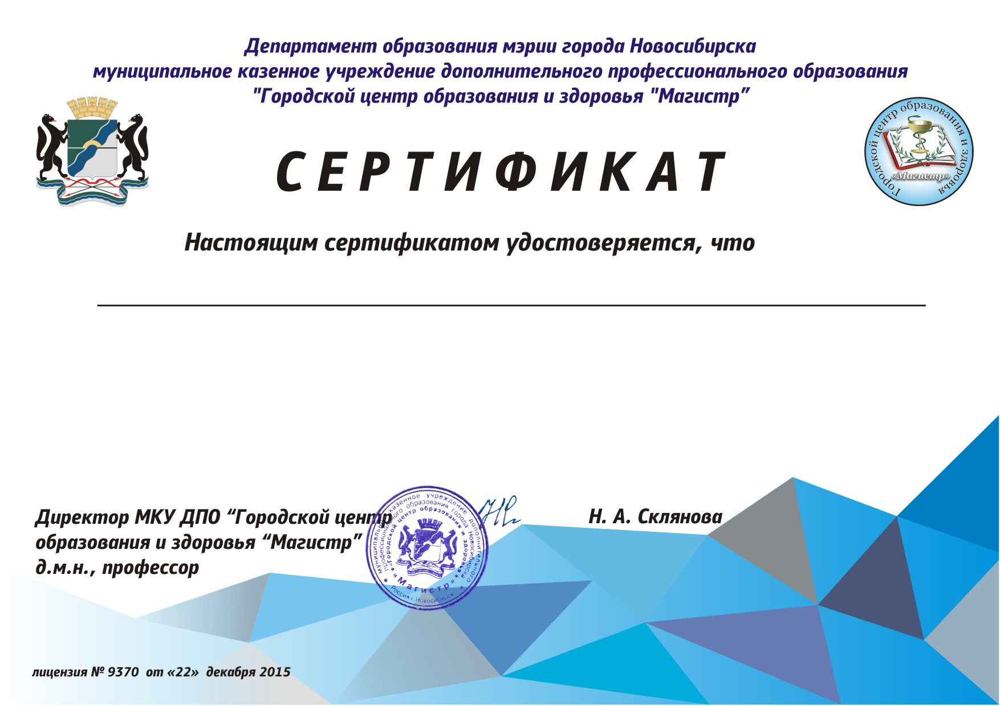 Департамент образования мэрии города Новосибирска
муниципальное казенное учреждение дополнительного профессионального образования
"Городской центр образования и здоровья "Магистр”
Городской центр образования и здоровья
«Магистр»
СЕРТИФИКАТ
Настоящим сертификатом удостоверяется, что
Директор МКУ ДПО “Городской центр
образования и здоровья “Магистр”
д.м.н., профессор
Н. А. Склянова
муниципальное казенное учреждение дополнительного
профессионального образования города Новосибирска
"Городской центр образования и здоровья"
«Магистр»
Россия г.Новосибирск
лицензия № 9370 от «22» декабря 2015